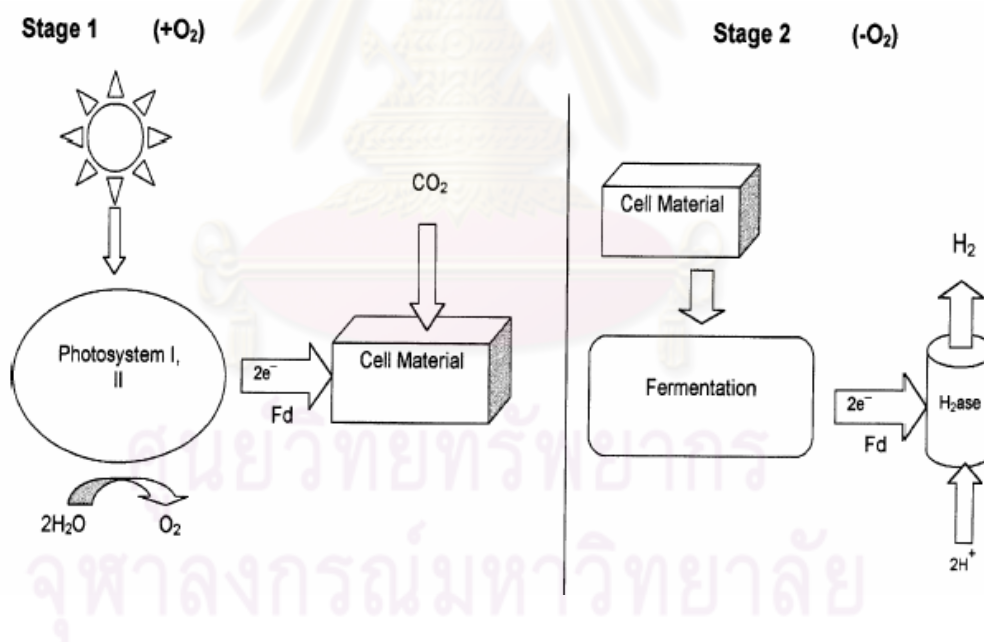 Stage 1 (+O₂)
CO₂
Photosystem I,
II
2e⁻
Fd
Cell Material
2H₂O O₂
Stage 2 (-O₂)
Cell Material
Fermentation
2e⁻
Fd
H₂
H₂ase
2H⁺
ศูนย์วิทยทรัพยากร
จุฬาลงกรณ์มหาวิทยาลัย